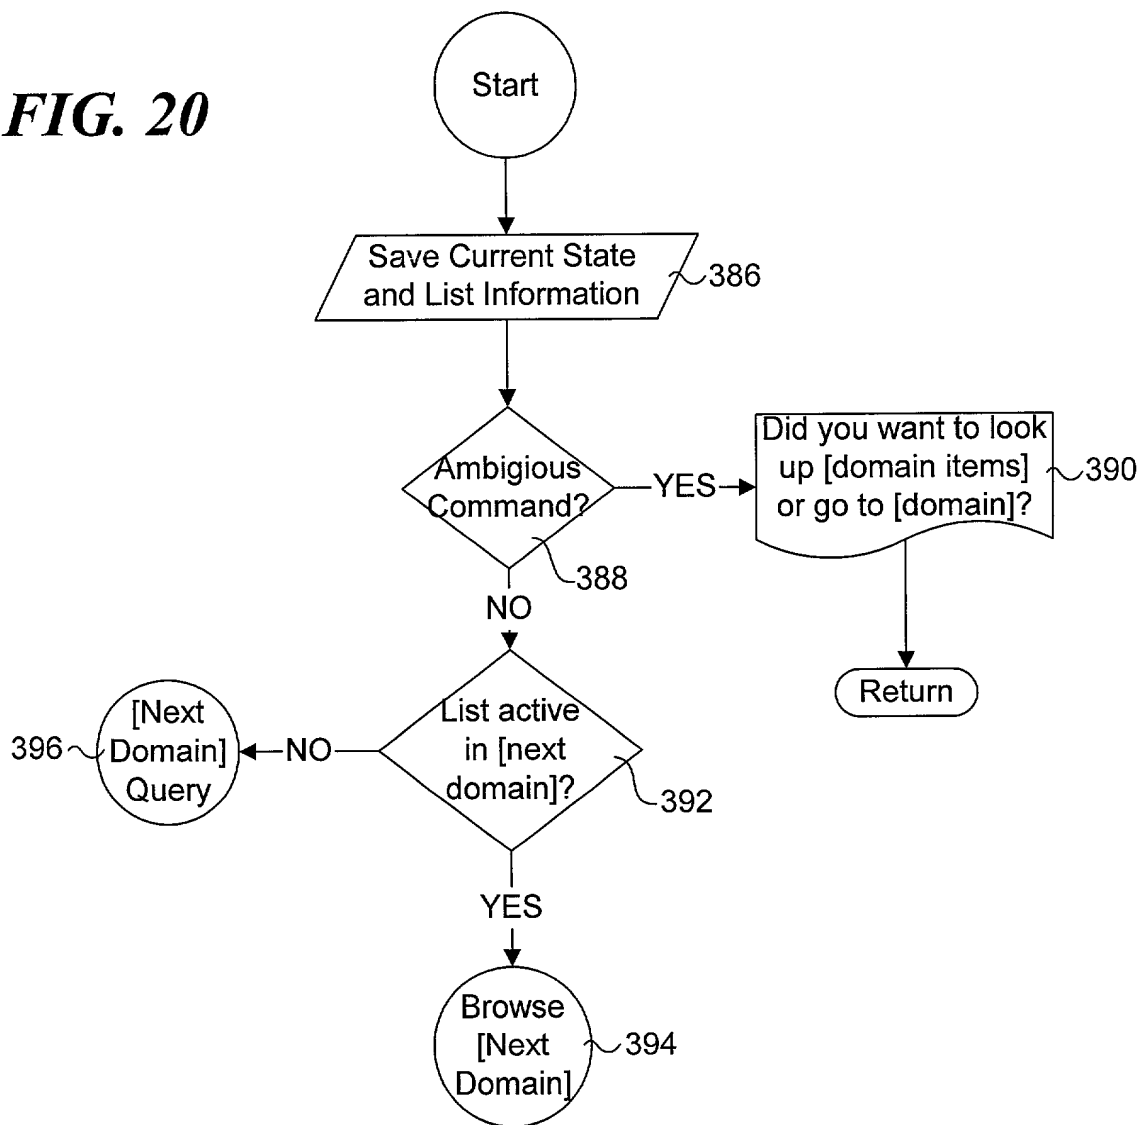 FIG. 20
Start
Save Current State
and List Information
386
Ambigious
Command?
388
YES
Did you want to look
up [domain items]
or go to [domain]?
390
Return
NO
List active
in [next
domain]?
392
NO
[Next
Domain]
Query
396
YES
Browse
[Next
Domain]
394